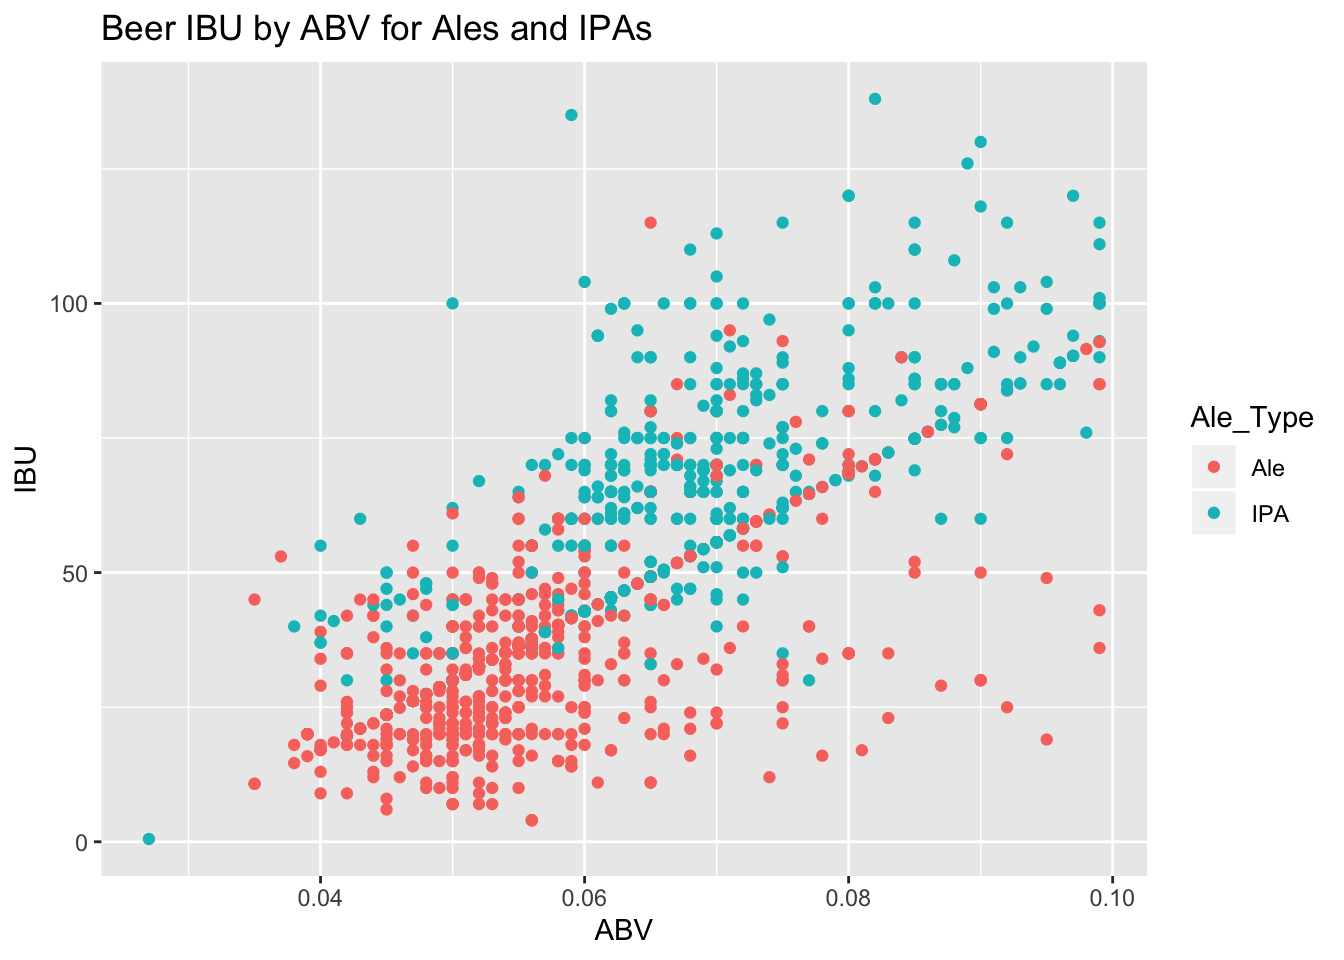 Beer IBU by ABV for Ales and IPAs
IBU
100
50
0
0.04
0.06
0.08
0.10
ABV
Ale_Type
Ale
IPA